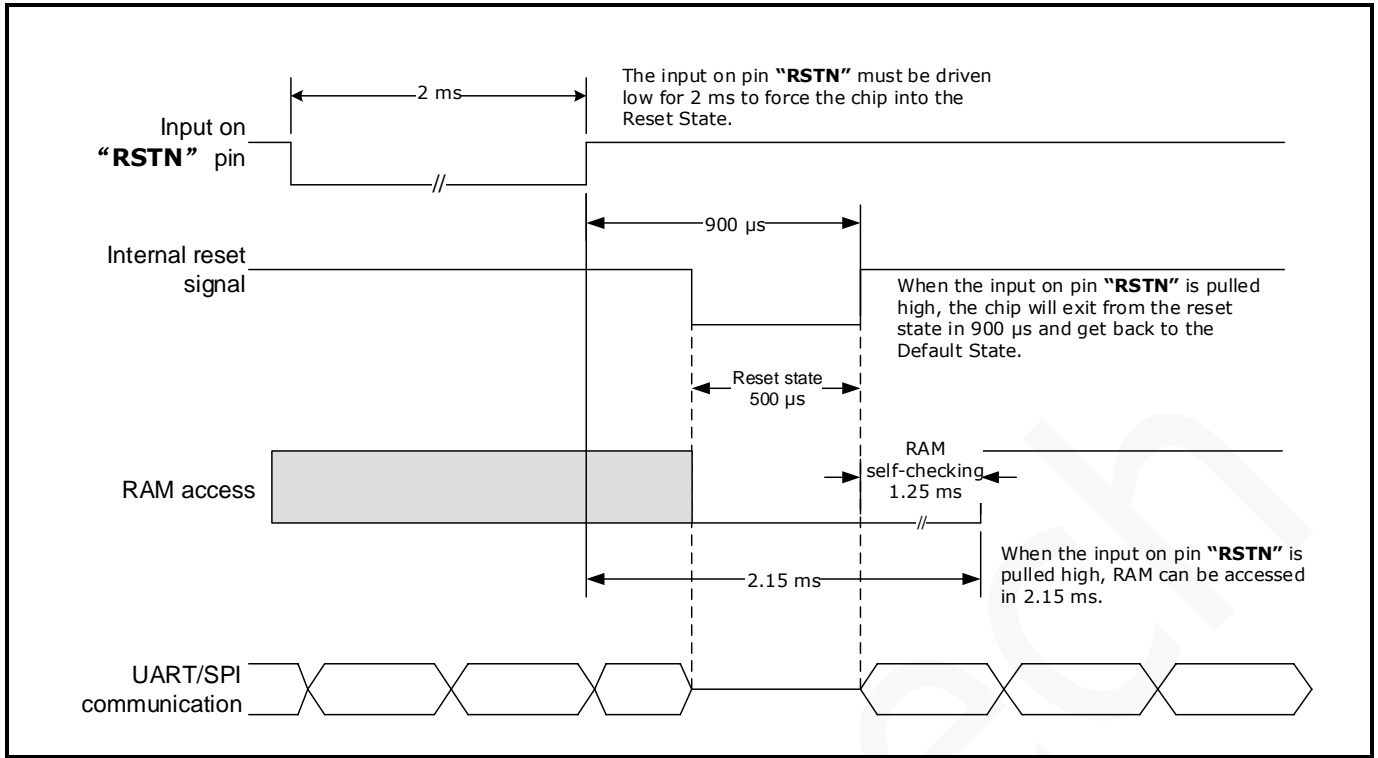 2 ms
The input on pin “RSTN” must be driven
low for 2 ms to force the chip into the
Reset State.
Input on
“RSTN” pin
900 µs
Internal reset
signal
When the input on pin “RSTN” is pulled
high, the chip will exit from the reset
state in 900 µs and get back to the
Default State.
Reset state
500 µs
RAM
self-checking
1.25 ms
RAM access
When the input on pin “RSTN” is
pulled high, RAM can be accessed
in 2.15 ms.
2.15 ms
UART/SPI
communication
ech